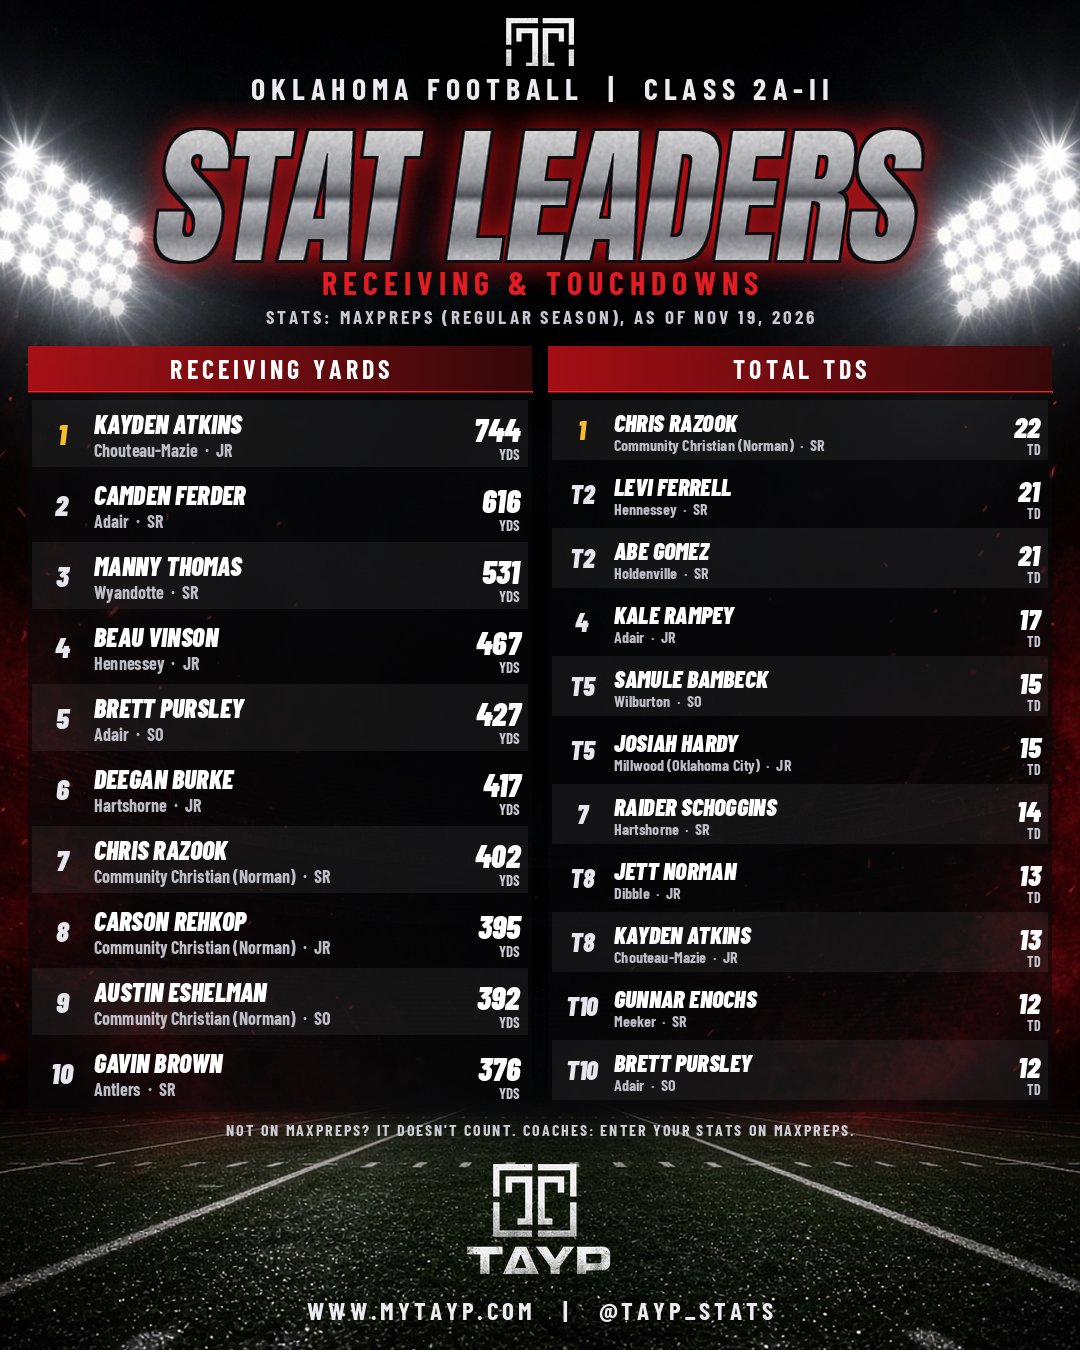 OKLAHOMA FOOTBALL | CLASS 2A-II
STAT LEADERS
RECEIVING & TOUCHDOWNS
STATS: MAXPREPS (REGULAR SEASON), AS OF NOV 19, 2026
RECEIVING YARDS
1 KAYDEN ATKINS 744
Chouteau-Mazie · JR YDS
2 CAMDEN FERDER 616
Adair · SR YDS
3 MANNY THOMAS 531
Wyandotte · SR YDS
4 BEAU VINSON 467
Hennessey · JR YDS
5 BRETT PURSLEY 427
Adair · SO YDS
6 DEEGAN BURKE 417
Hartshorne · JR YDS
7 CHRIS RAZOOK 402
Community Christian (Norman) · SR YDS
8 CARSON REHKOP 395
Community Christian (Norman) · JR YDS
9 AUSTIN ESHELMAN 392
Community Christian (Norman) · SO YDS
10 GAVIN BROWN 376
Antlers · SR YDS
TOTAL TDS
1 CHRIS RAZOOK 22
Community Christian (Norman) · SR TD
T2 LEVI FERRELL 21
Hennessey · SR TD
T2 ABE GOMEZ 21
Holdenville · SR TD
4 KALE RAMPEY 17
Adair · JR TD
T5 SAMULE BAMBECK 15
Wilburton · SO TD
T5 JOSIAH HARDY 15
Millwood (Oklahoma City) · JR TD
7 RAIDER SCHOGGINS 14
Hartshorne · SR TD
T8 JETT NORMAN 13
Dibble · JR TD
T8 KAYDEN ATKINS 13
Chouteau-Mazie · JR TD
T10 GUNNAR ENOCHS 12
Meeker · SR TD
T10 BRETT PURSLEY 12
Adair · SO TD
NOT ON MAXPREPS? IT DOESN'T COUNT. COACHES: ENTER YOUR STATS ON MAXPREPS.
TAYP
WWW.MYTAYP.COM | @TAYP_STATS